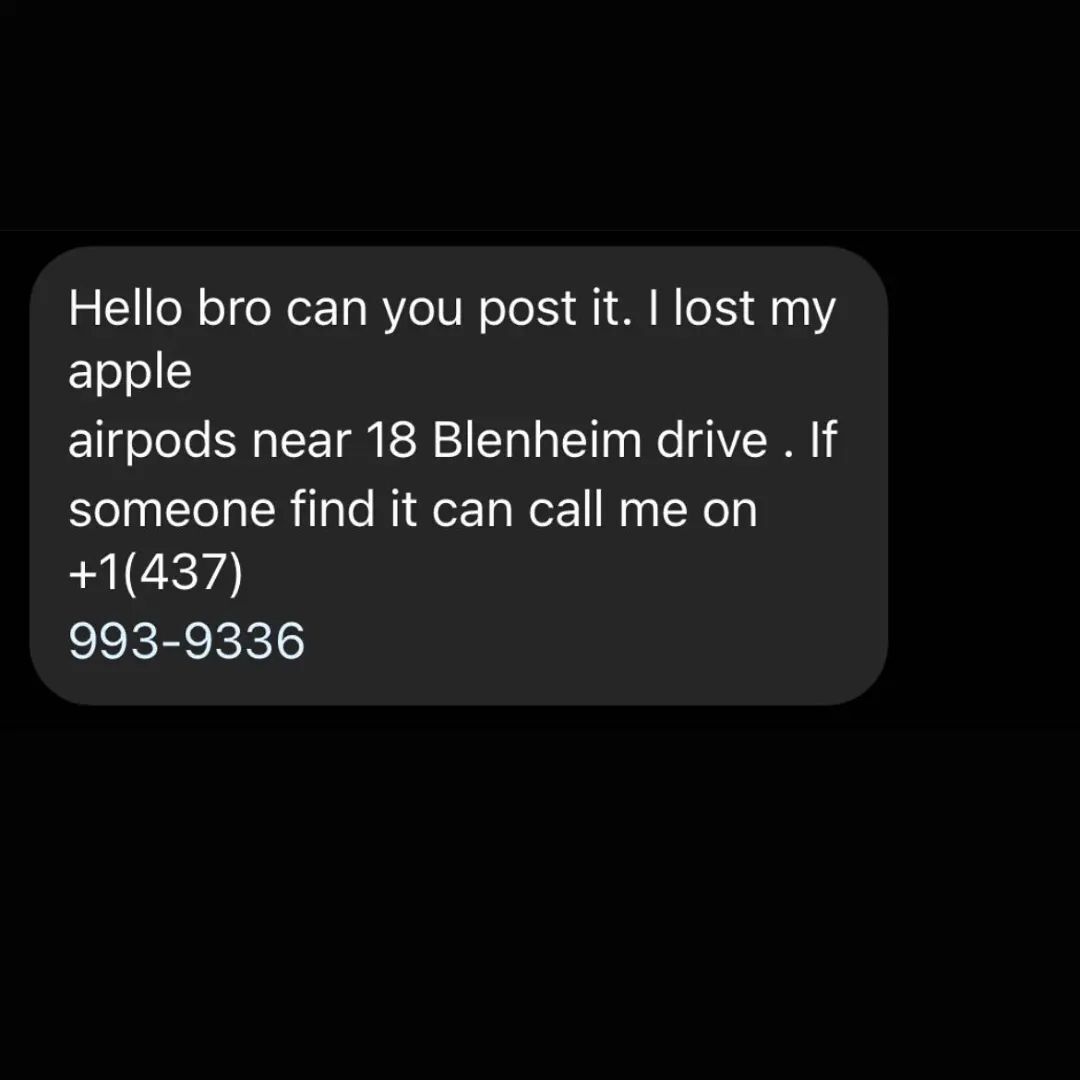 Hello bro can you post it. I lost my
apple
airpods near 18 Blenheim drive . If
someone find it can call me on
+1(437)
993-9336